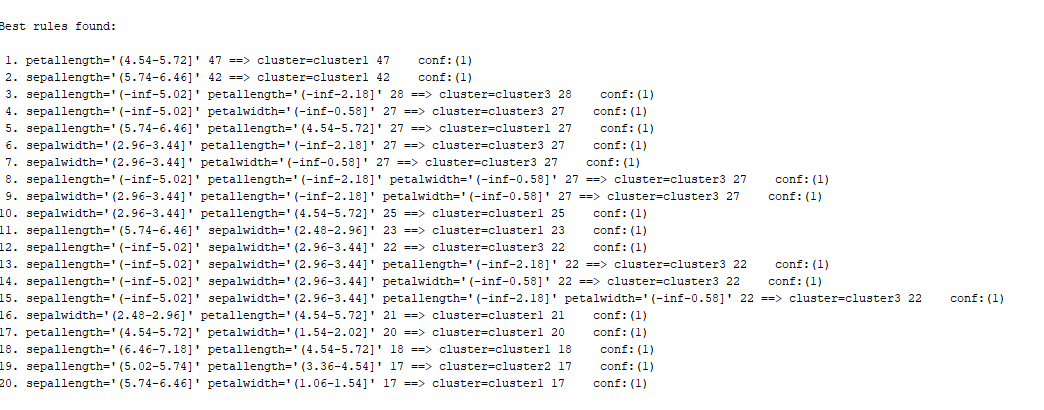 Best rules found:
1. petallength='(4.54-5.72]' 47 ==> cluster=cluster1 47 conf:(1)
2. sepallength='(5.74-6.46]' 42 ==> cluster=cluster1 42 conf:(1)
3. sepallength='(-inf-5.02]' petallength='(-inf-2.18]' 28 ==> cluster=cluster3 28 conf:(1)
4. sepallength='(-inf-5.02]' petalwidth='(-inf-0.58]' 27 ==> cluster=cluster3 27 conf:(1)
5. sepallength='(5.74-6.46]' petallength='(4.54-5.72]' 27 ==> cluster=cluster1 27 conf:(1)
6. sepalwidth='(2.96-3.44]' petallength='(-inf-2.18]' 27 ==> cluster=cluster3 27 conf:(1)
7. sepalwidth='(2.96-3.44]' petalwidth='(-inf-0.58]' 27 ==> cluster=cluster3 27 conf:(1)
8. sepallength='(-inf-5.02]' petallength='(-inf-2.18]' petalwidth='(-inf-0.58]' 27 ==> cluster=cluster3 27 conf:(1)
9. sepalwidth='(2.96-3.44]' petallength='(-inf-2.18]' petalwidth='(-inf-0.58]' 27 ==> cluster=cluster3 27 conf:(1)
10. sepalwidth='(2.96-3.44]' petallength='(4.54-5.72]' 25 ==> cluster=cluster1 25 conf:(1)
11. sepallength='(5.74-6.46]' sepalwidth='(2.48-2.96]' 23 ==> cluster=cluster1 23 conf:(1)
12. sepallength='(-inf-5.02]' sepalwidth='(2.96-3.44]' 22 ==> cluster=cluster3 22 conf:(1)
13. sepallength='(-inf-5.02]' sepalwidth='(2.96-3.44]' petallength='(-inf-2.18]' 22 ==> cluster=cluster3 22 conf:(1)
14. sepallength='(-inf-5.02]' sepalwidth='(2.96-3.44]' petalwidth='(-inf-0.58]' 22 ==> cluster=cluster3 22 conf:(1)
15. sepallength='(-inf-5.02]' sepalwidth='(2.96-3.44]' petallength='(-inf-2.18]' petalwidth='(-inf-0.58]' 22 ==> cluster=cluster3 22 conf:(1)
16. sepalwidth='(2.48-2.96]' petallength='(4.54-5.72]' 21 ==> cluster=cluster1 21 conf:(1)
17. petallength='(4.54-5.72]' petalwidth='(1.54-2.02]' 20 ==> cluster=cluster1 20 conf:(1)
18. sepallength='(6.46-7.18]' petallength='(4.54-5.72]' 18 ==> cluster=cluster1 18 conf:(1)
19. sepallength='(5.02-5.74]' petallength='(3.36-4.54]' 17 ==> cluster=cluster2 17 conf:(1)
20. sepallength='(5.74-6.46]' petalwidth='(1.06-1.54]' 17 ==> cluster=cluster1 17 conf:(1)